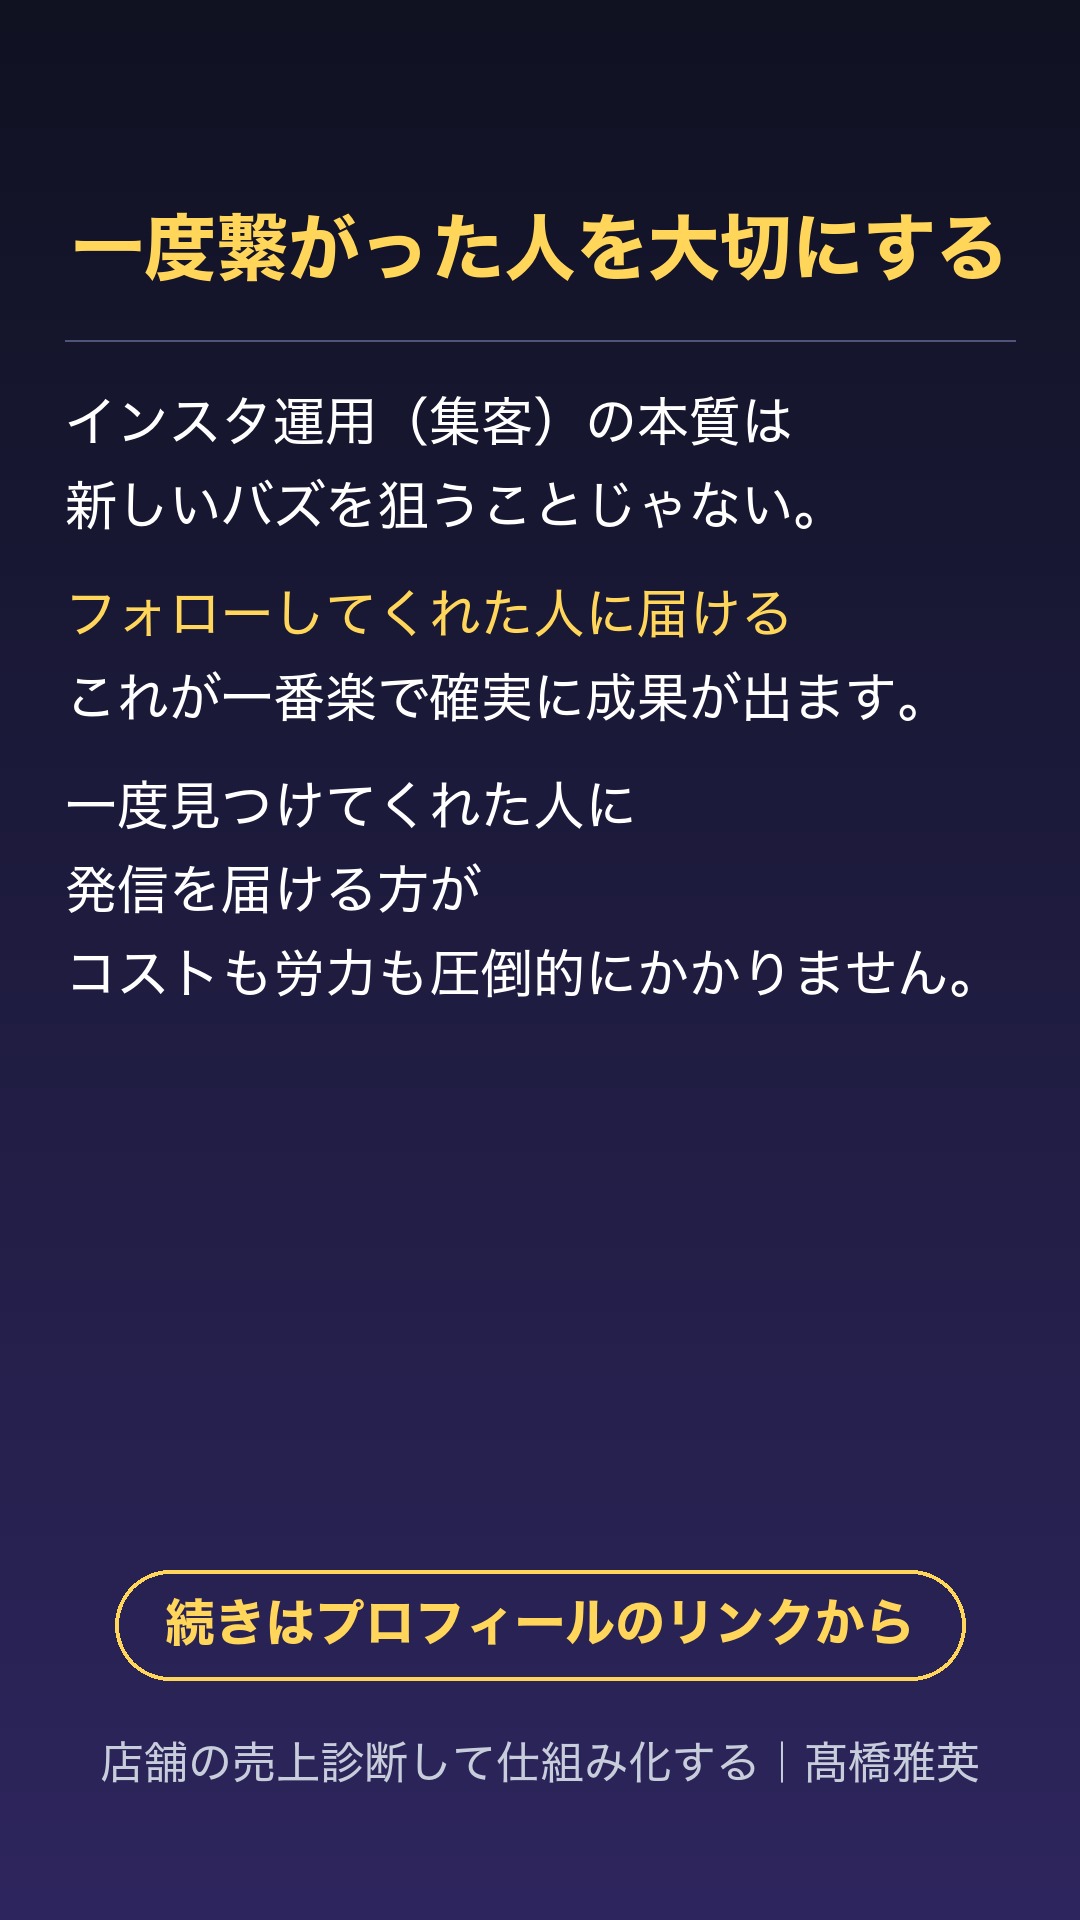 一度繋がった人を大切にする
インスタ運用（集客）の本質は
新しいバズを狙うことじゃない。
フォローしてくれた人に届ける
これが一番楽で確実に成果が出ます。
一度見つけてくれた人に
発信を届ける方が
コストも労力も圧倒的にかかりません。
続きはプロフィールのリンクから
店舗の売上診断して仕組み化する｜髙橋雅英